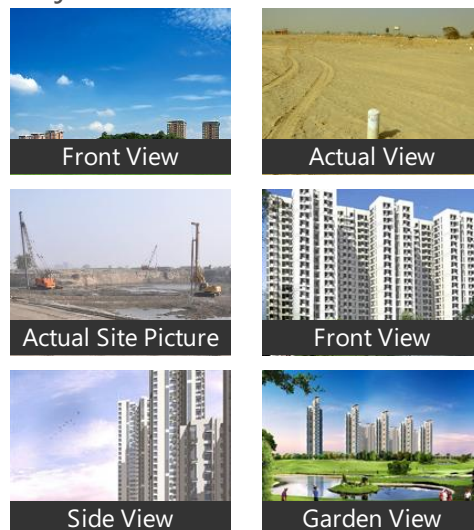 Front View
Actual View
Actual Site Picture
Front View
Side View
Garden View